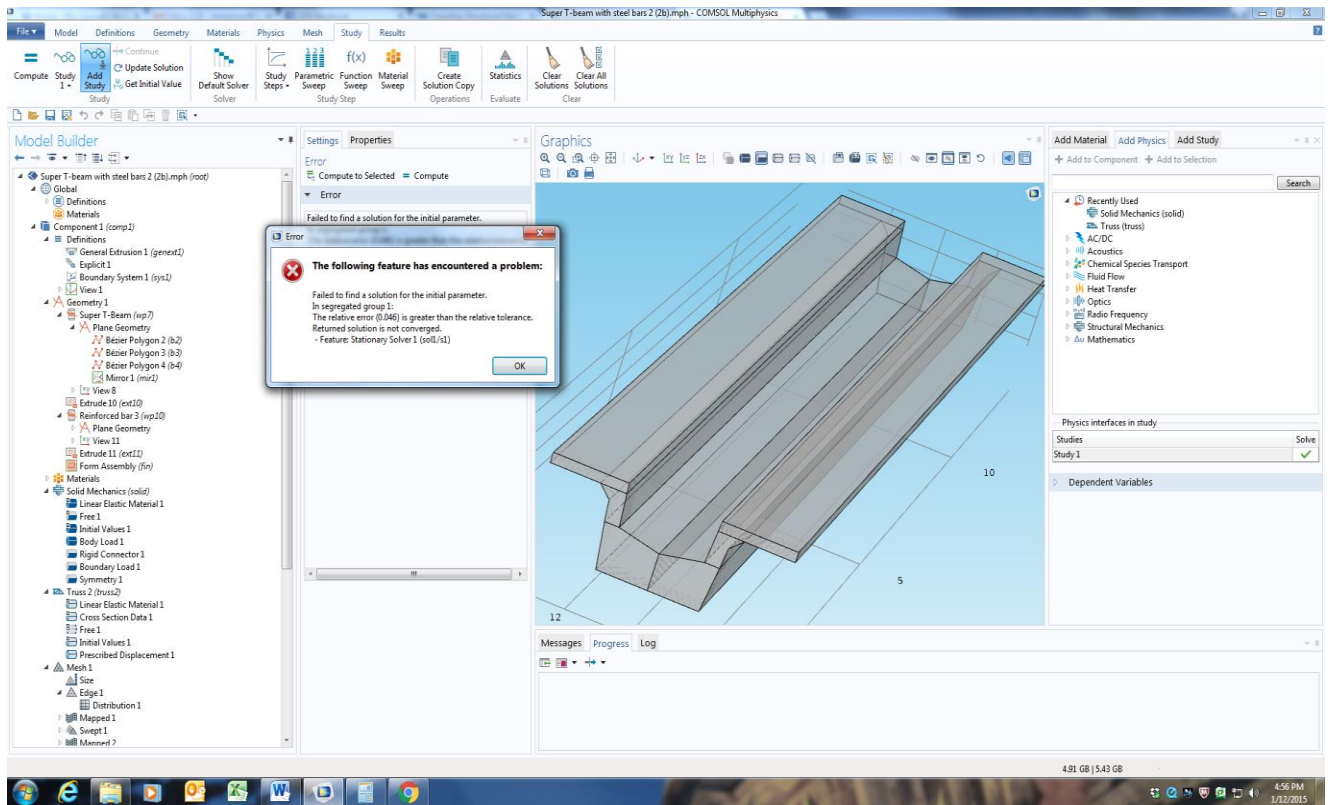 Super T-beam with steel bars 2 (2b).mph - COMSOL Multiphysics
File Model Definitions Geometry Materials Physics Mesh Study Results
Compute
Study 1
Add Study
Continue
Update Solution
Get Initial Value
Show Default Solver
Study Steps
Parametric Sweep
Function Sweep
Material Sweep
Create Solution Copy
Statistics
Clear Solutions
Clear All Solutions
Study Solver Study Step Operations Evaluate Clear
Model Builder
Super T-beam with steel bars 2 (2b).mph (root)
Global
Definitions
Materials
Component 1 (comp1)
Definitions
General Extrusion 1 (genext1)
Explicit 1
Boundary System 1 (sys1)
View 1
Geometry 1
Super T-Beam (wp7)
Plane Geometry
Bézier Polygon 2 (b2)
Bézier Polygon 3 (b3)
Bézier Polygon 4 (b4)
Mirror 1 (mir1)
View 8
Extrude 10 (ext10)
Reinforced bar 3 (wp10)
Plane Geometry
View 11
Extrude 11 (ext11)
Form Assembly (fin)
Materials
Solid Mechanics (solid)
Linear Elastic Material 1
Free 1
Initial Values 1
Body Load 1
Rigid Connector 1
Boundary Load 1
Symmetry 1
Truss 2 (truss2)
Linear Elastic Material 1
Cross Section Data 1
Free 1
Initial Values 1
Prescribed Displacement 1
Mesh 1
Size
Edge 1
Distribution 1
Mapped 1
Swept 1
Mapped 2
Settings Properties
Error
Compute to Selected = Compute
Error
Failed to find a solution for the initial parameter.
Error
The following feature has encountered a problem:
Failed to find a solution for the initial parameter.
In segregated group 1:
The relative error (0.046) is greater than the relative tolerance.
Returned solution is not converged.
- Feature: Stationary Solver 1 (sol1/s1)
OK
Graphics
10
5
12
Messages Progress Log
Add Material Add Physics Add Study
+ Add to Component + Add to Selection
Search
Recently Used
Solid Mechanics (solid)
Truss (truss)
AC/DC
Acoustics
Chemical Species Transport
Fluid Flow
Heat Transfer
Optics
Radio Frequency
Structural Mechanics
Mathematics
Physics interfaces in study
Studies Solve
Study 1
Dependent Variables
4.91 GB | 5.43 GB
4:56 PM
1/12/2015